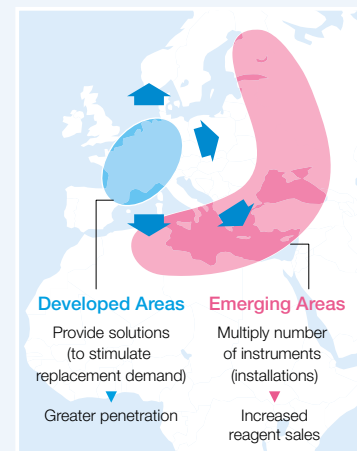 Developed Areas
Provide solutions
(to stimulate
replacement demand)
Greater penetration
Emerging Areas
Multiply number
of instruments
(installations)
Increased
reagent sales